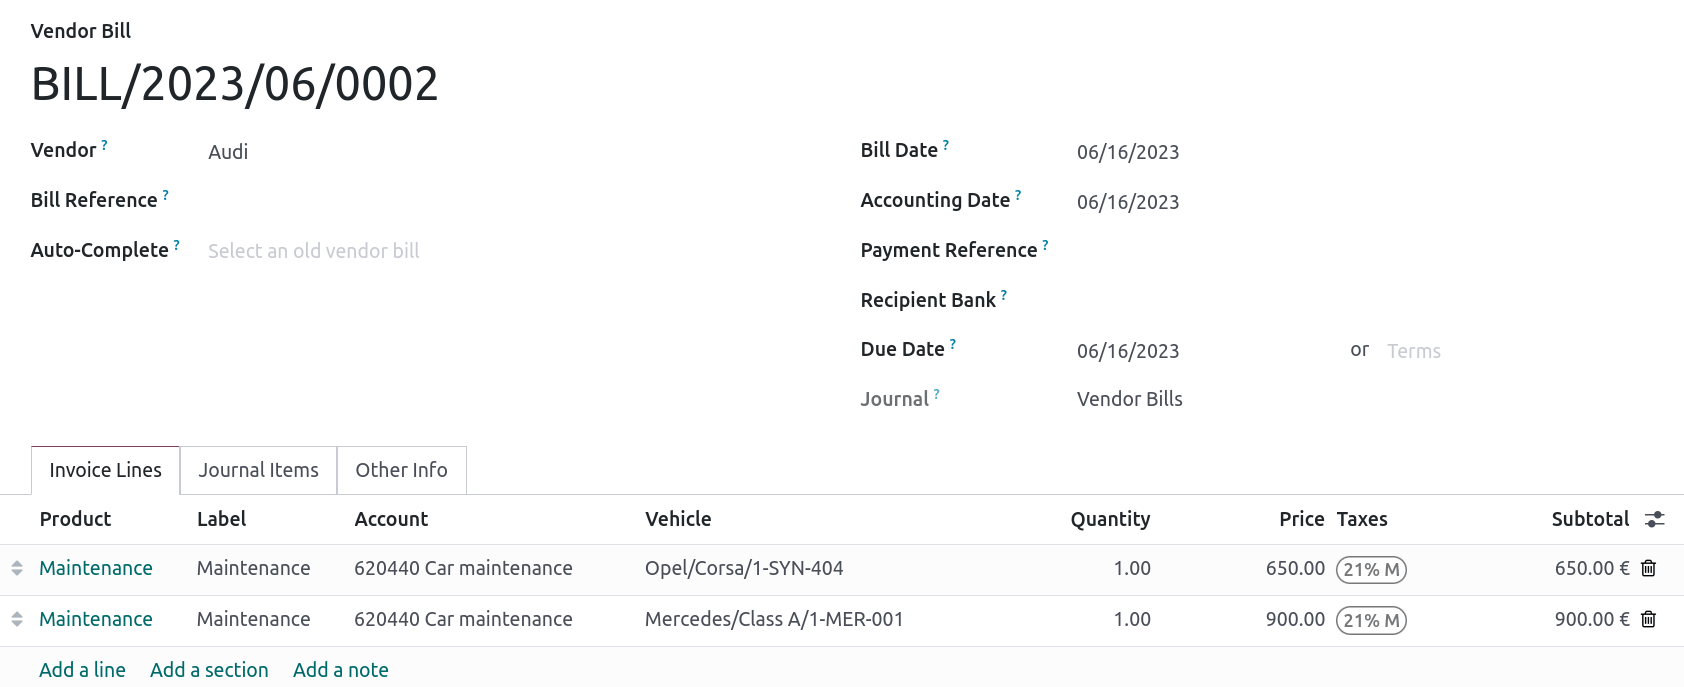 Vendor Bill
BILL/2023/06/0002
Vendor ? Audi
Bill Reference ?
Auto-Complete ? Select an old vendor bill
Bill Date ? 06/16/2023
Accounting Date ? 06/16/2023
Payment Reference ?
Recipient Bank ?
Due Date ? 06/16/2023 or Terms
Journal ? Vendor Bills
Invoice Lines Journal Items Other Info
Product Label Account Vehicle Quantity Price Taxes Subtotal
Maintenance Maintenance 620440 Car maintenance Opel/Corsa/1-SYN-404 1.00 650.00 21% M 650.00 €
Maintenance Maintenance 620440 Car maintenance Mercedes/Class A/1-MER-001 1.00 900.00 21% M 900.00 €
Add a line Add a section Add a note